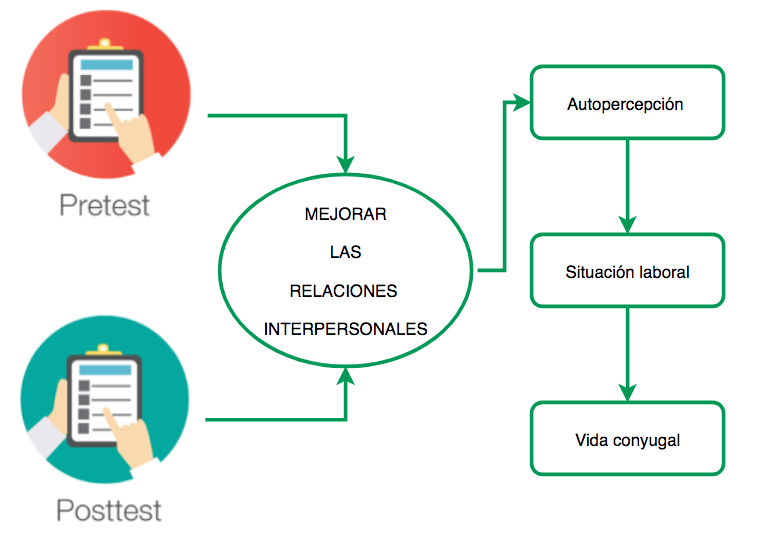 Pretest
MEJORAR
LAS
RELACIONES
INTERPERSONALES
Posttest
Autopercepción
Situación laboral
Vida conyugal